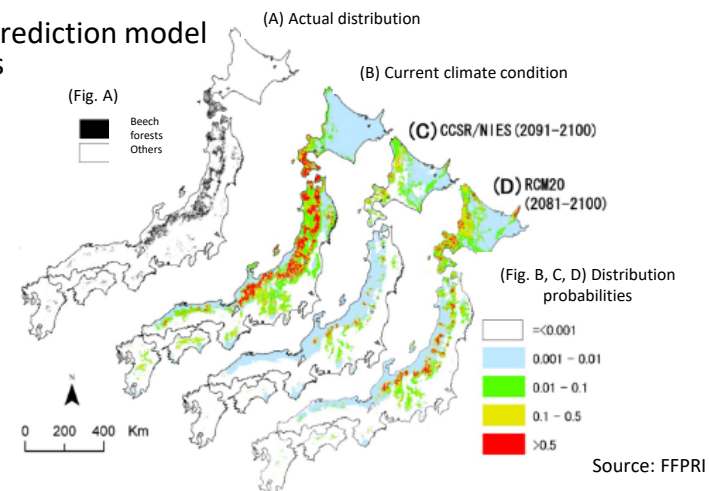 rediction model
s
(A) Actual distribution
(Fig. A)
Beech
forests
Others
(B) Current climate condition
(C) CCSR/NIES (2091-2100)
(D) RCM20
(2081-2100)
(Fig. B, C, D) Distribution
probabilities
=<0.001
0.001 - 0.01
0.01 - 0.1
0.1 - 0.5
>0.5
N
0 200 400 Km
Source: FFPRI